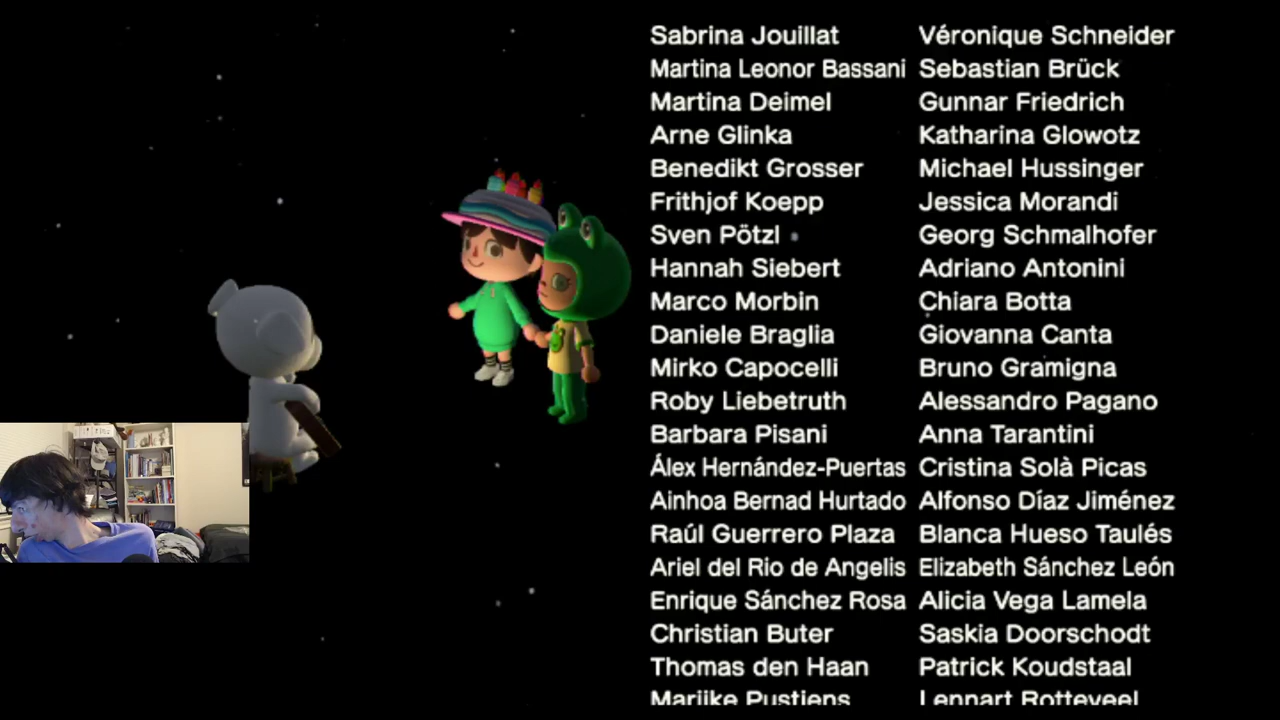 Sabrina Jouillat Véronique Schneider
Martina Leonor Bassani Sebastian Brück
Martina Deimel Gunnar Friedrich
Arne Glinka Katharina Glowotz
Benedikt Grosser Michael Hussinger
Frithjof Koepp Jessica Morandi
Sven Pötzl Georg Schmalhofer
Hannah Siebert Adriano Antonini
Marco Morbin Chiara Botta
Daniele Braglia Giovanna Canta
Mirko Capocelli Bruno Gramigna
Roby Liebetruth Alessandro Pagano
Barbara Pisani Anna Tarantini
Álex Hernández-Puertas Cristina Solà Picas
Ainhoa Bernad Hurtado Alfonso Díaz Jiménez
Raúl Guerrero Plaza Blanca Hueso Taulés
Ariel del Rio de Angelis Elizabeth Sánchez León
Enrique Sánchez Rosa Alicia Vega Lamela
Christian Buter Saskia Doorschodt
Thomas den Haan Patrick Koudstaal
Marijke Pustjens Lennart Rotteveel